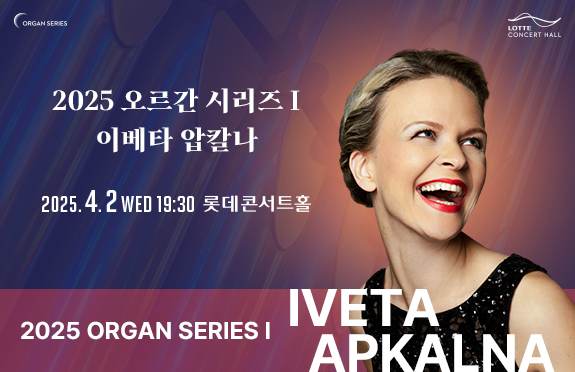 ORGAN SERIES
LOTTE
CONCERT HALL
2025 오르간 시리즈 I
이베타 압칼나
2025. 4. 2 WED 19:30 롯데콘서트홀
IVETA
2025 ORGAN SERIES I
APKALNA